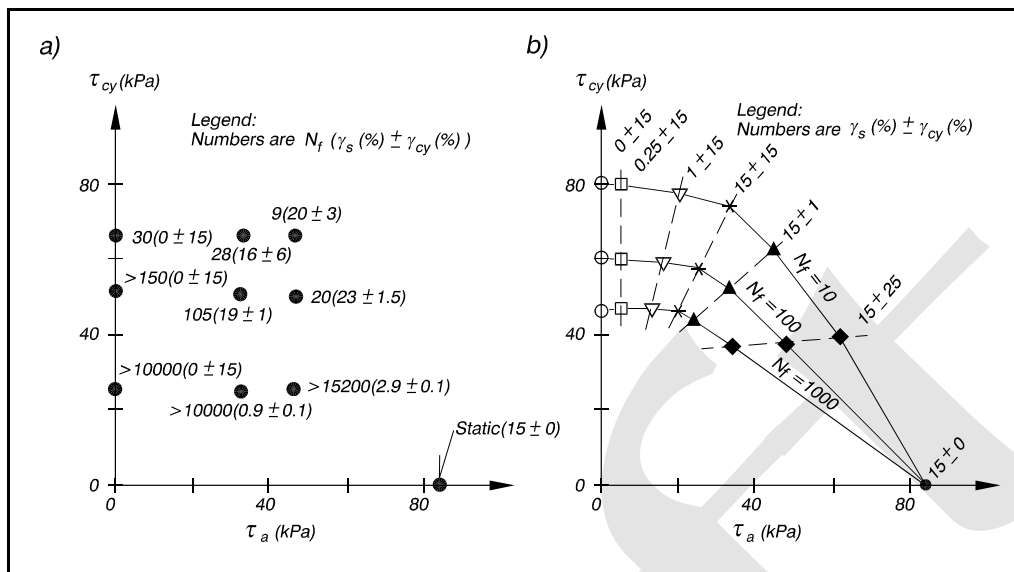 a)
τcy (kPa)
Legend:
Numbers are Nf (γs (%) ± γcy (%) )
80
9(20 ± 3)
30(0 ± 15)
28(16 ± 6)
>150(0 ± 15)
20(23 ± 1.5)
105(19 ± 1)
40
>10000(0 ± 15)
>15200(2.9 ± 0.1)
>10000(0.9 ± 0.1)
Static(15 ± 0)
0
0
40
80
τa (kPa)
b)
τcy (kPa)
Legend:
Numbers are γs (%) ± γcy (%)
0 ± 15
0.25 ± 15
1 ± 15
15 ± 15
15 ± 1
15 ± 25
15 ± 0
Nf = 10
Nf = 100
Nf = 1000
80
40
0
0
40
80
τa (kPa)